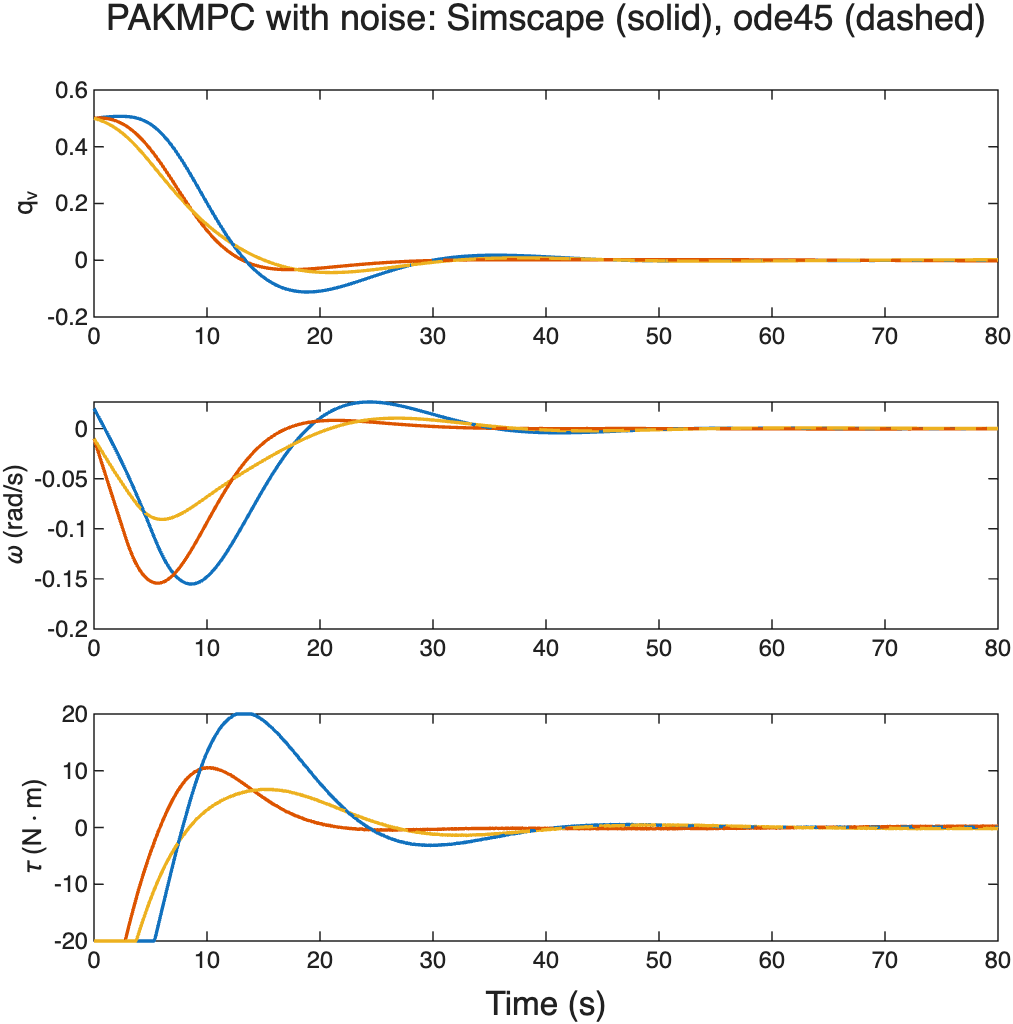 PAKMPC with noise: Simscape (solid), ode45 (dashed)
0.6
0.4
0.2
0
-0.2
qᵥ
0 10 20 30 40 50 60 70 80
0
-0.05
-0.1
-0.15
-0.2
ω (rad/s)
0 10 20 30 40 50 60 70 80
20
10
0
-10
-20
τ (N · m)
0 10 20 30 40 50 60 70 80
Time (s)